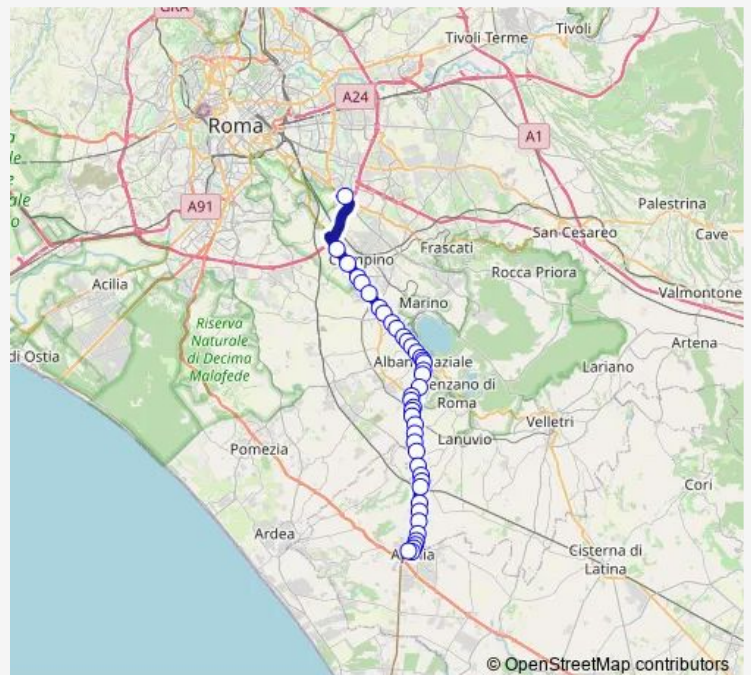 GRA
Tivoli Terme
Tivoli
A24
Roma
A1
A91
Palestrina
San Cesareo
Cave
Frascati
Acilia
Rocca Priora
Valmontone
Marino
Riserva
Naturale
di Decima
Malafede
di Ostia
Artena
Lariano
Roma
Velletri
Lanuvio
Pomezia
Cori
Ardea
Cisterna di
Latina
© OpenStreetMap contributors